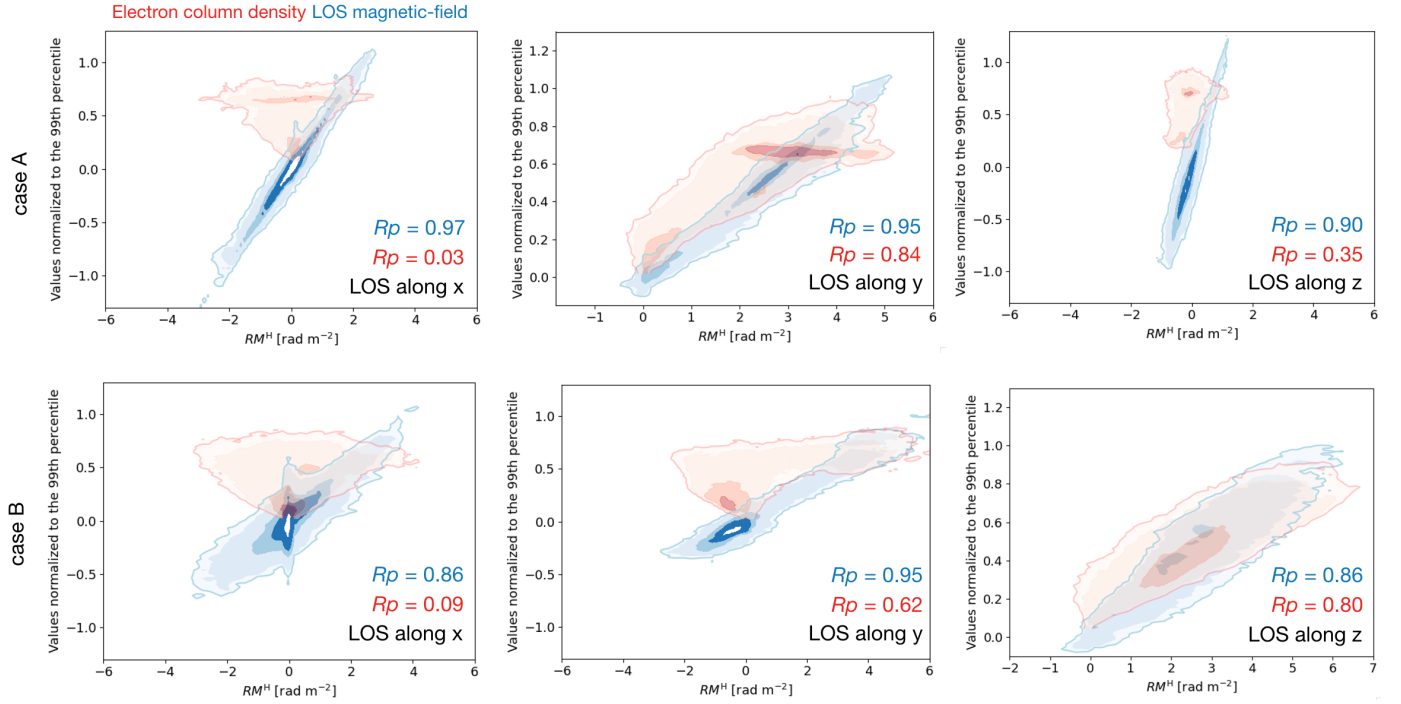 Electron column density LOS magnetic-field
case A
Values normalized to the 99th percentile
1.0
0.5
0.0
−0.5
−1.0
Rp = 0.97
Rp = 0.03
LOS along x
−6 −4 −2 0 2 4 6
RM^H [rad m⁻²]
Values normalized to the 99th percentile
1.2
1.0
0.8
0.6
0.4
0.2
0.0
Rp = 0.95
Rp = 0.84
LOS along y
−1 0 1 2 3 4 5 6
RM^H [rad m⁻²]
Values normalized to the 99th percentile
1.0
0.5
0.0
−0.5
−1.0
Rp = 0.90
Rp = 0.35
LOS along z
−6 −4 −2 0 2 4 6
RM^H [rad m⁻²]
case B
Values normalized to the 99th percentile
1.0
0.5
0.0
−0.5
−1.0
Rp = 0.86
Rp = 0.09
LOS along x
−6 −4 −2 0 2 4 6
RM^H [rad m⁻²]
Values normalized to the 99th percentile
1.0
0.5
0.0
−0.5
−1.0
Rp = 0.95
Rp = 0.62
LOS along y
−6 −4 −2 0 2 4 6
RM^H [rad m⁻²]
Values normalized to the 99th percentile
1.2
1.0
0.8
0.6
0.4
0.2
0.0
Rp = 0.86
Rp = 0.80
LOS along z
−2 0 1 2 3 4 5 6 7
RM^H [rad m⁻²]